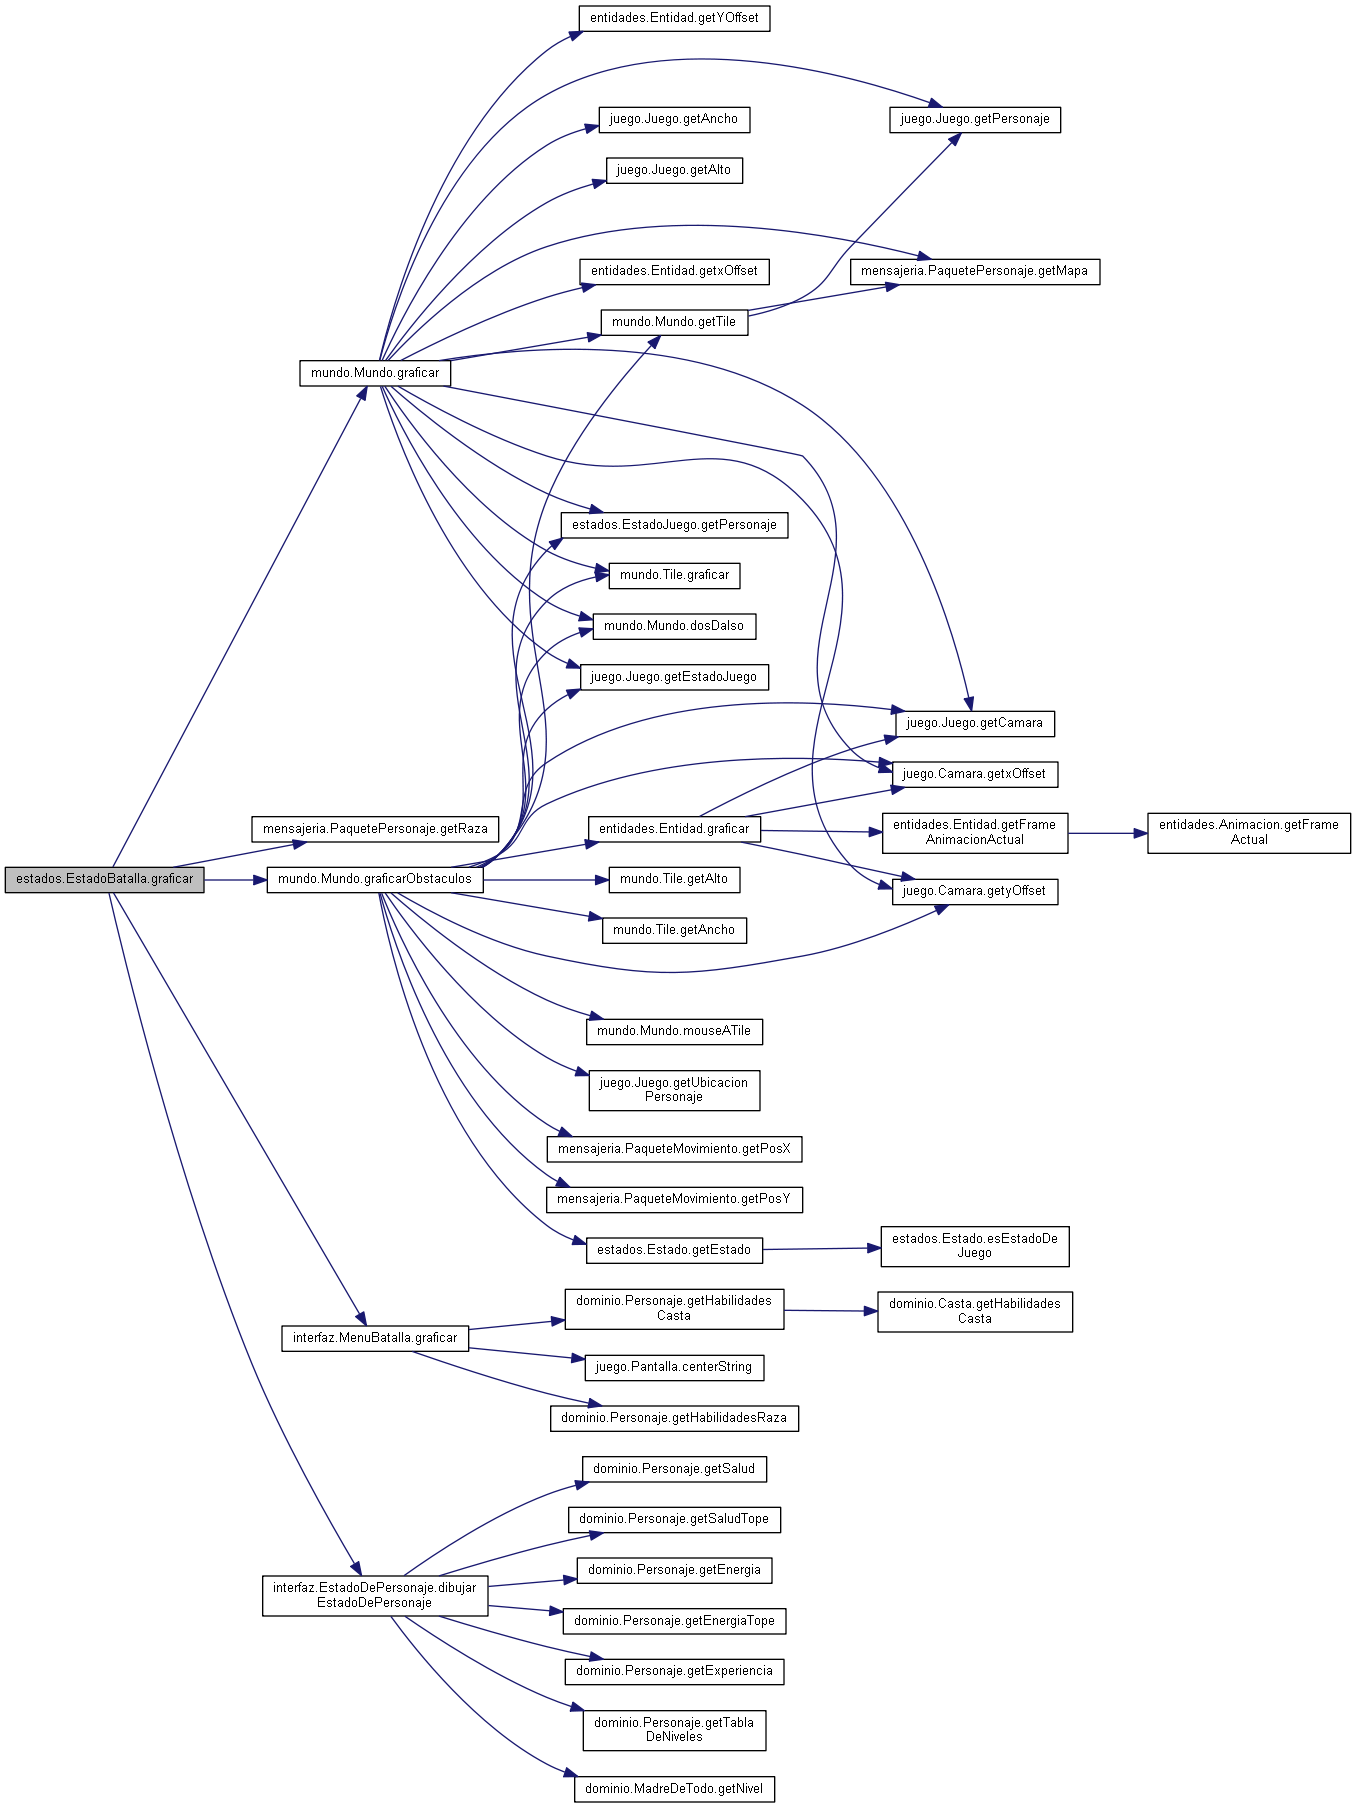 entidades.Entidad.getYOffset
juego.Juego.getAncho
juego.Juego.getPersonaje
juego.Juego.getAlto
entidades.Entidad.getxOffset
mensajeria.PaquetePersonaje.getMapa
mundo.Mundo.getTile
mundo.Mundo.graficar
estados.EstadoJuego.getPersonaje
mundo.Tile.graficar
mundo.Mundo.dosDaIso
juego.Juego.getEstadoJuego
juego.Juego.getCamara
juego.Camara.getxOffset
mensajeria.PaquetePersonaje.getRaza
entidades.Entidad.graficar
entidades.Entidad.getFrame
AnimacionActual
entidades.Animacion.getFrame
Actual
estados.EstadoBatalla.graficar
mundo.Mundo.graficarObstaculos
mundo.Tile.getAlto
juego.Camara.getyOffset
mundo.Tile.getAncho
mundo.Mundo.mouseATile
juego.Juego.getUbicacion
Personaje
mensajeria.PaqueteMovimiento.getPosX
mensajeria.PaqueteMovimiento.getPosY
estados.Estado.getEstado
estados.Estado.esEstadoDe
Juego
dominio.Personaje.getHabilidades
Casta
dominio.Casta.getHabilidades
Casta
interfaz.MenuBatalla.graficar
juego.Pantalla.centerString
dominio.Personaje.getHabilidadesRaza
dominio.Personaje.getSalud
dominio.Personaje.getSaludTope
dominio.Personaje.getEnergia
interfaz.EstadoDePersonaje.dibujar
EstadoDePersonaje
dominio.Personaje.getEnergiaTope
dominio.Personaje.getExperiencia
dominio.Personaje.getTabla
DeNiveles
dominio.MadreDeTodo.getNivel